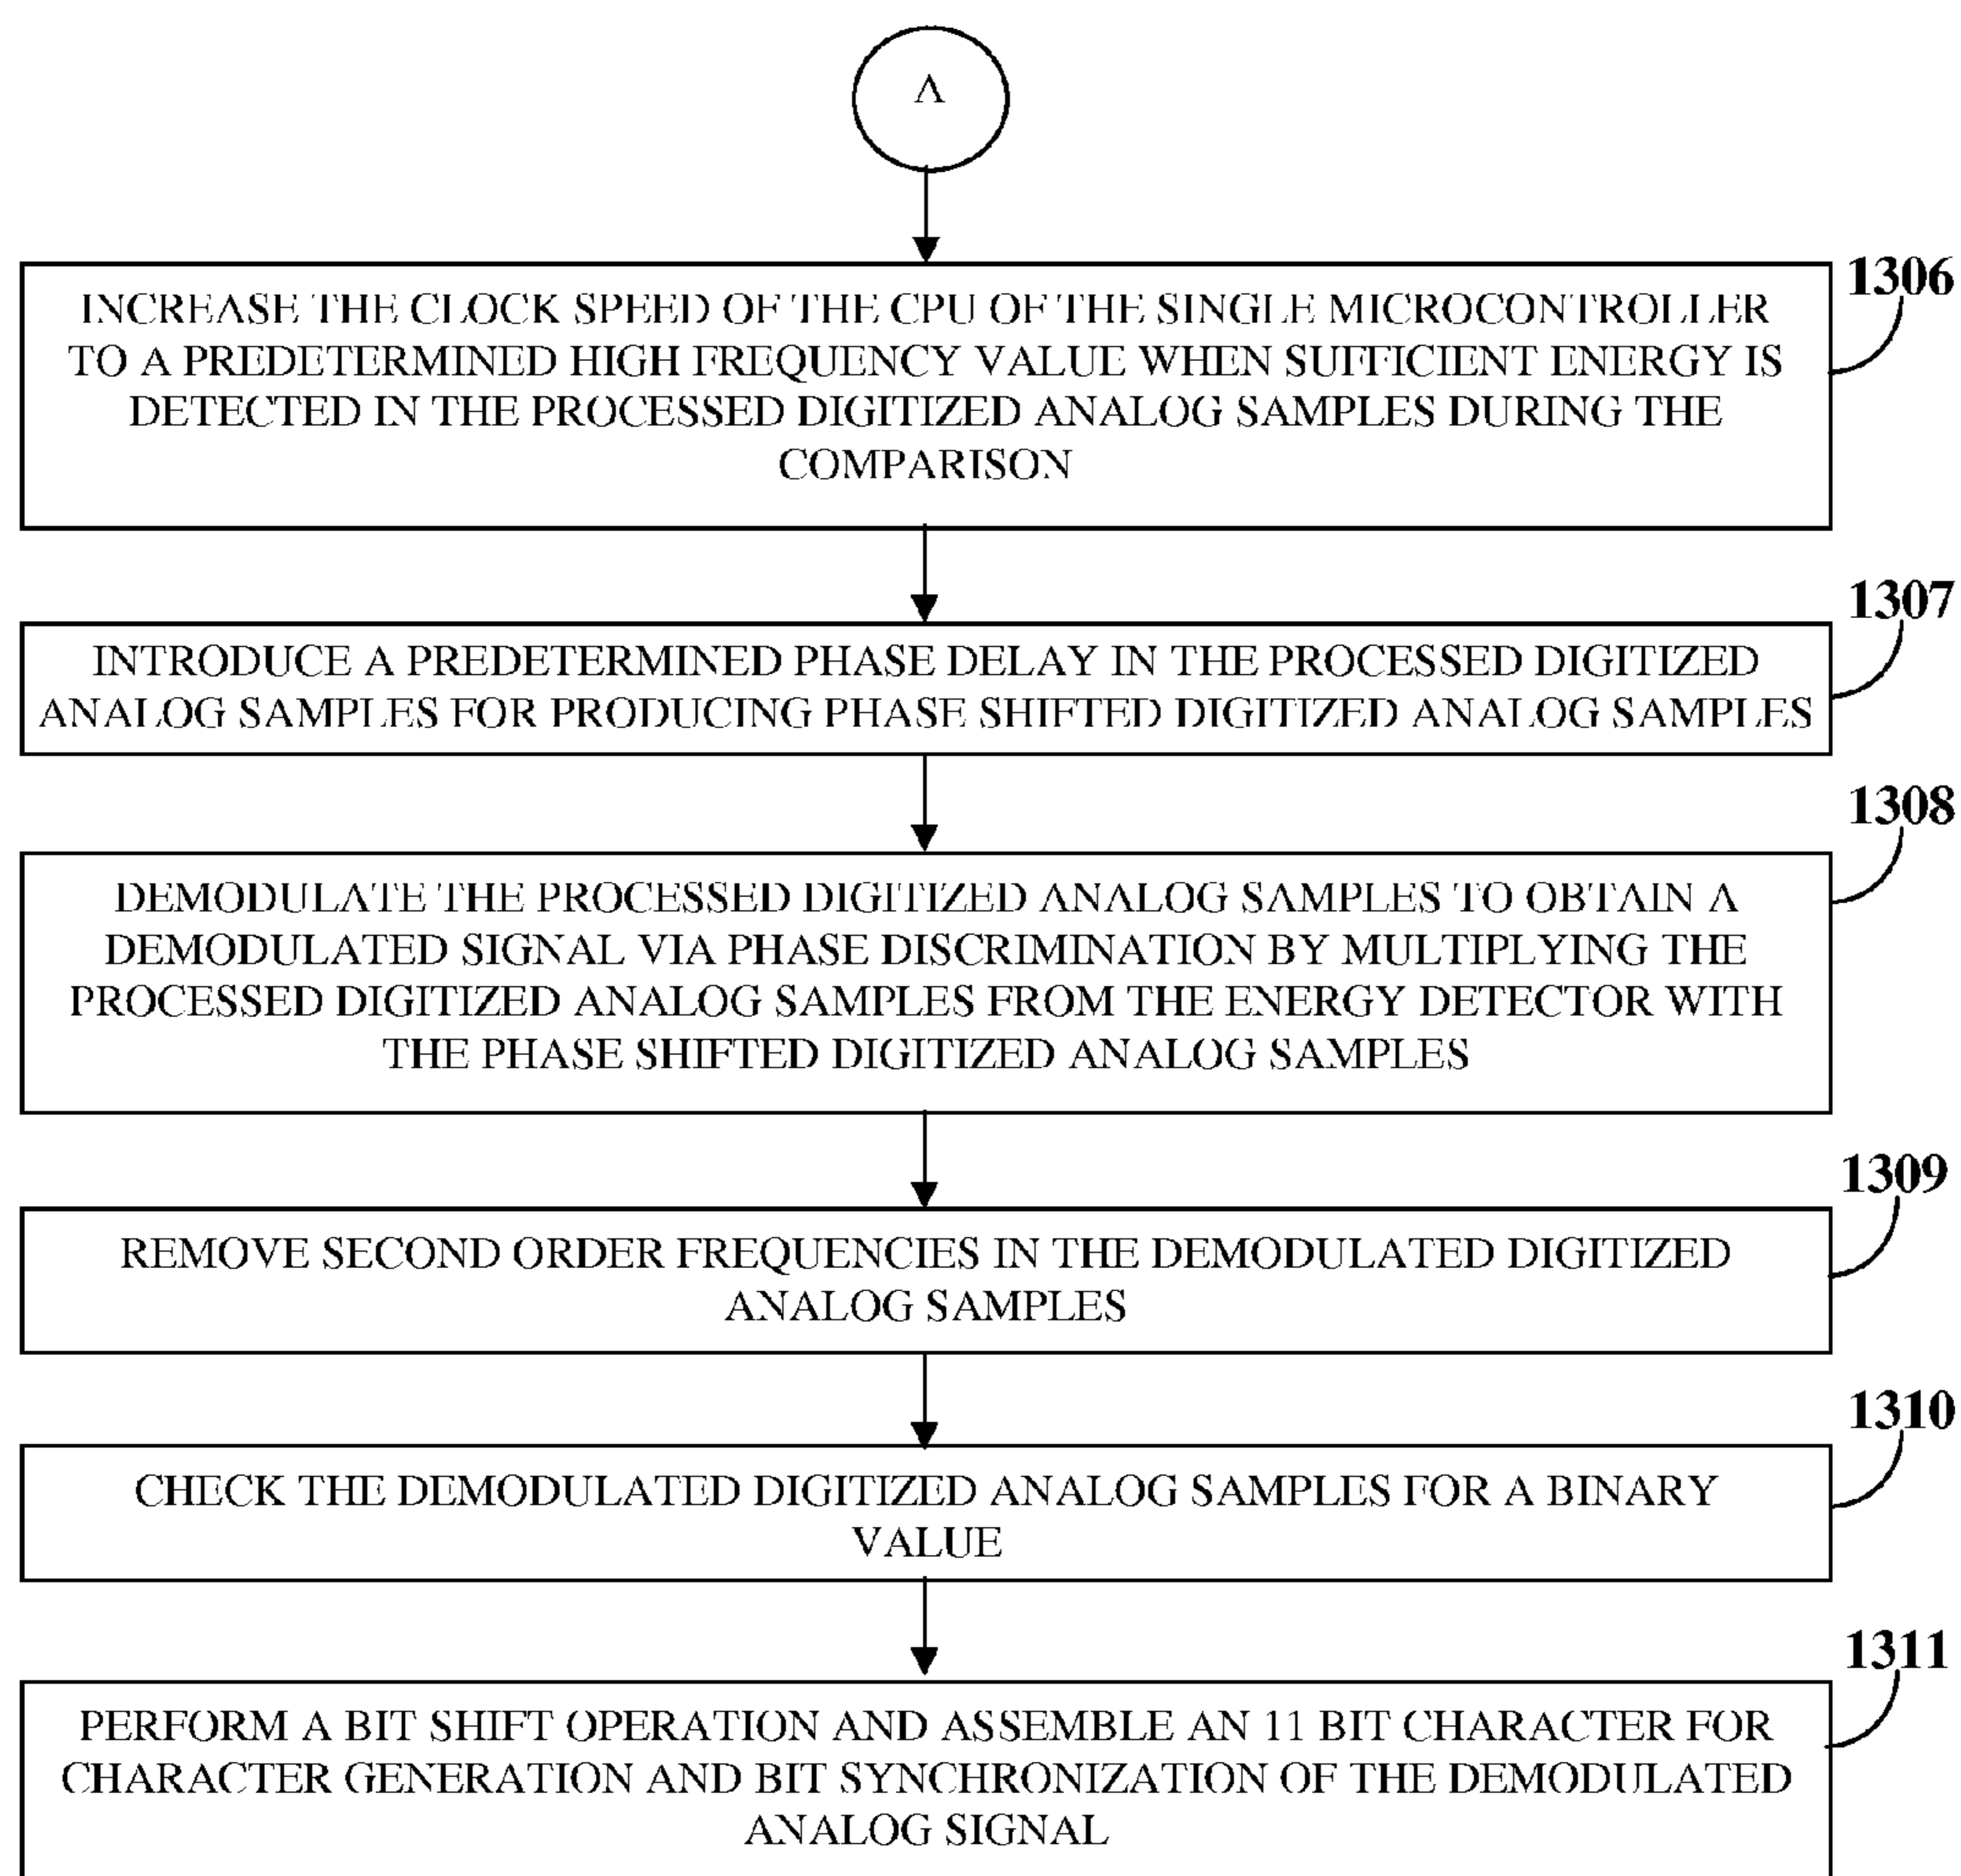 A
1306
INCREASE THE CLOCK SPEED OF THE CPU OF THE SINGLE MICROCONTROLLER
TO A PREDETERMINED HIGH FREQUENCY VALUE WHEN SUFFICIENT ENERGY IS
DETECTED IN THE PROCESSED DIGITIZED ANALOG SAMPLES DURING THE
COMPARISON
1307
INTRODUCE A PREDETERMINED PHASE DELAY IN THE PROCESSED DIGITIZED
ANALOG SAMPLES FOR PRODUCING PHASE SHIFTED DIGITIZED ANALOG SAMPLES
1308
DEMODULATE THE PROCESSED DIGITIZED ANALOG SAMPLES TO OBTAIN A
DEMODULATED SIGNAL VIA PHASE DISCRIMINATION BY MULTIPLYING THE
PROCESSED DIGITIZED ANALOG SAMPLES FROM THE ENERGY DETECTOR WITH
THE PHASE SHIFTED DIGITIZED ANALOG SAMPLES
1309
REMOVE SECOND ORDER FREQUENCIES IN THE DEMODULATED DIGITIZED
ANALOG SAMPLES
1310
CHECK THE DEMODULATED DIGITIZED ANALOG SAMPLES FOR A BINARY
VALUE
1311
PERFORM A BIT SHIFT OPERATION AND ASSEMBLE AN 11 BIT CHARACTER FOR
CHARACTER GENERATION AND BIT SYNCHRONIZATION OF THE DEMODULATED
ANALOG SIGNAL